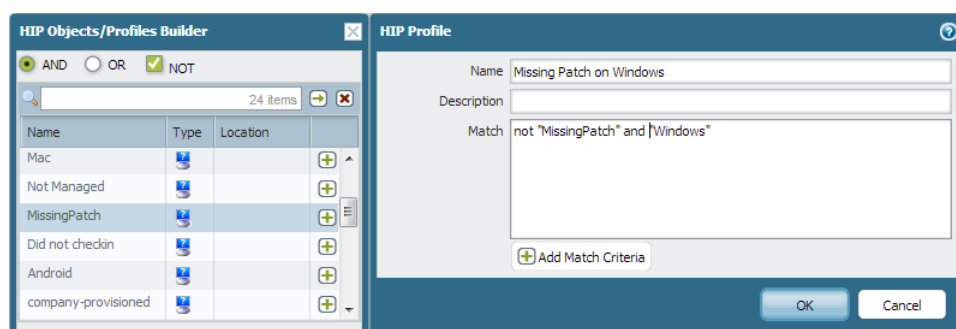 HIP Objects/Profiles Builder
AND OR NOT
24 items
Name Type Location
Mac
Not Managed
MissingPatch
Did not checkin
Android
company-provisioned
HIP Profile
Name Missing Patch on Windows
Description
Match not "MissingPatch" and "Windows"
Add Match Criteria
OK Cancel